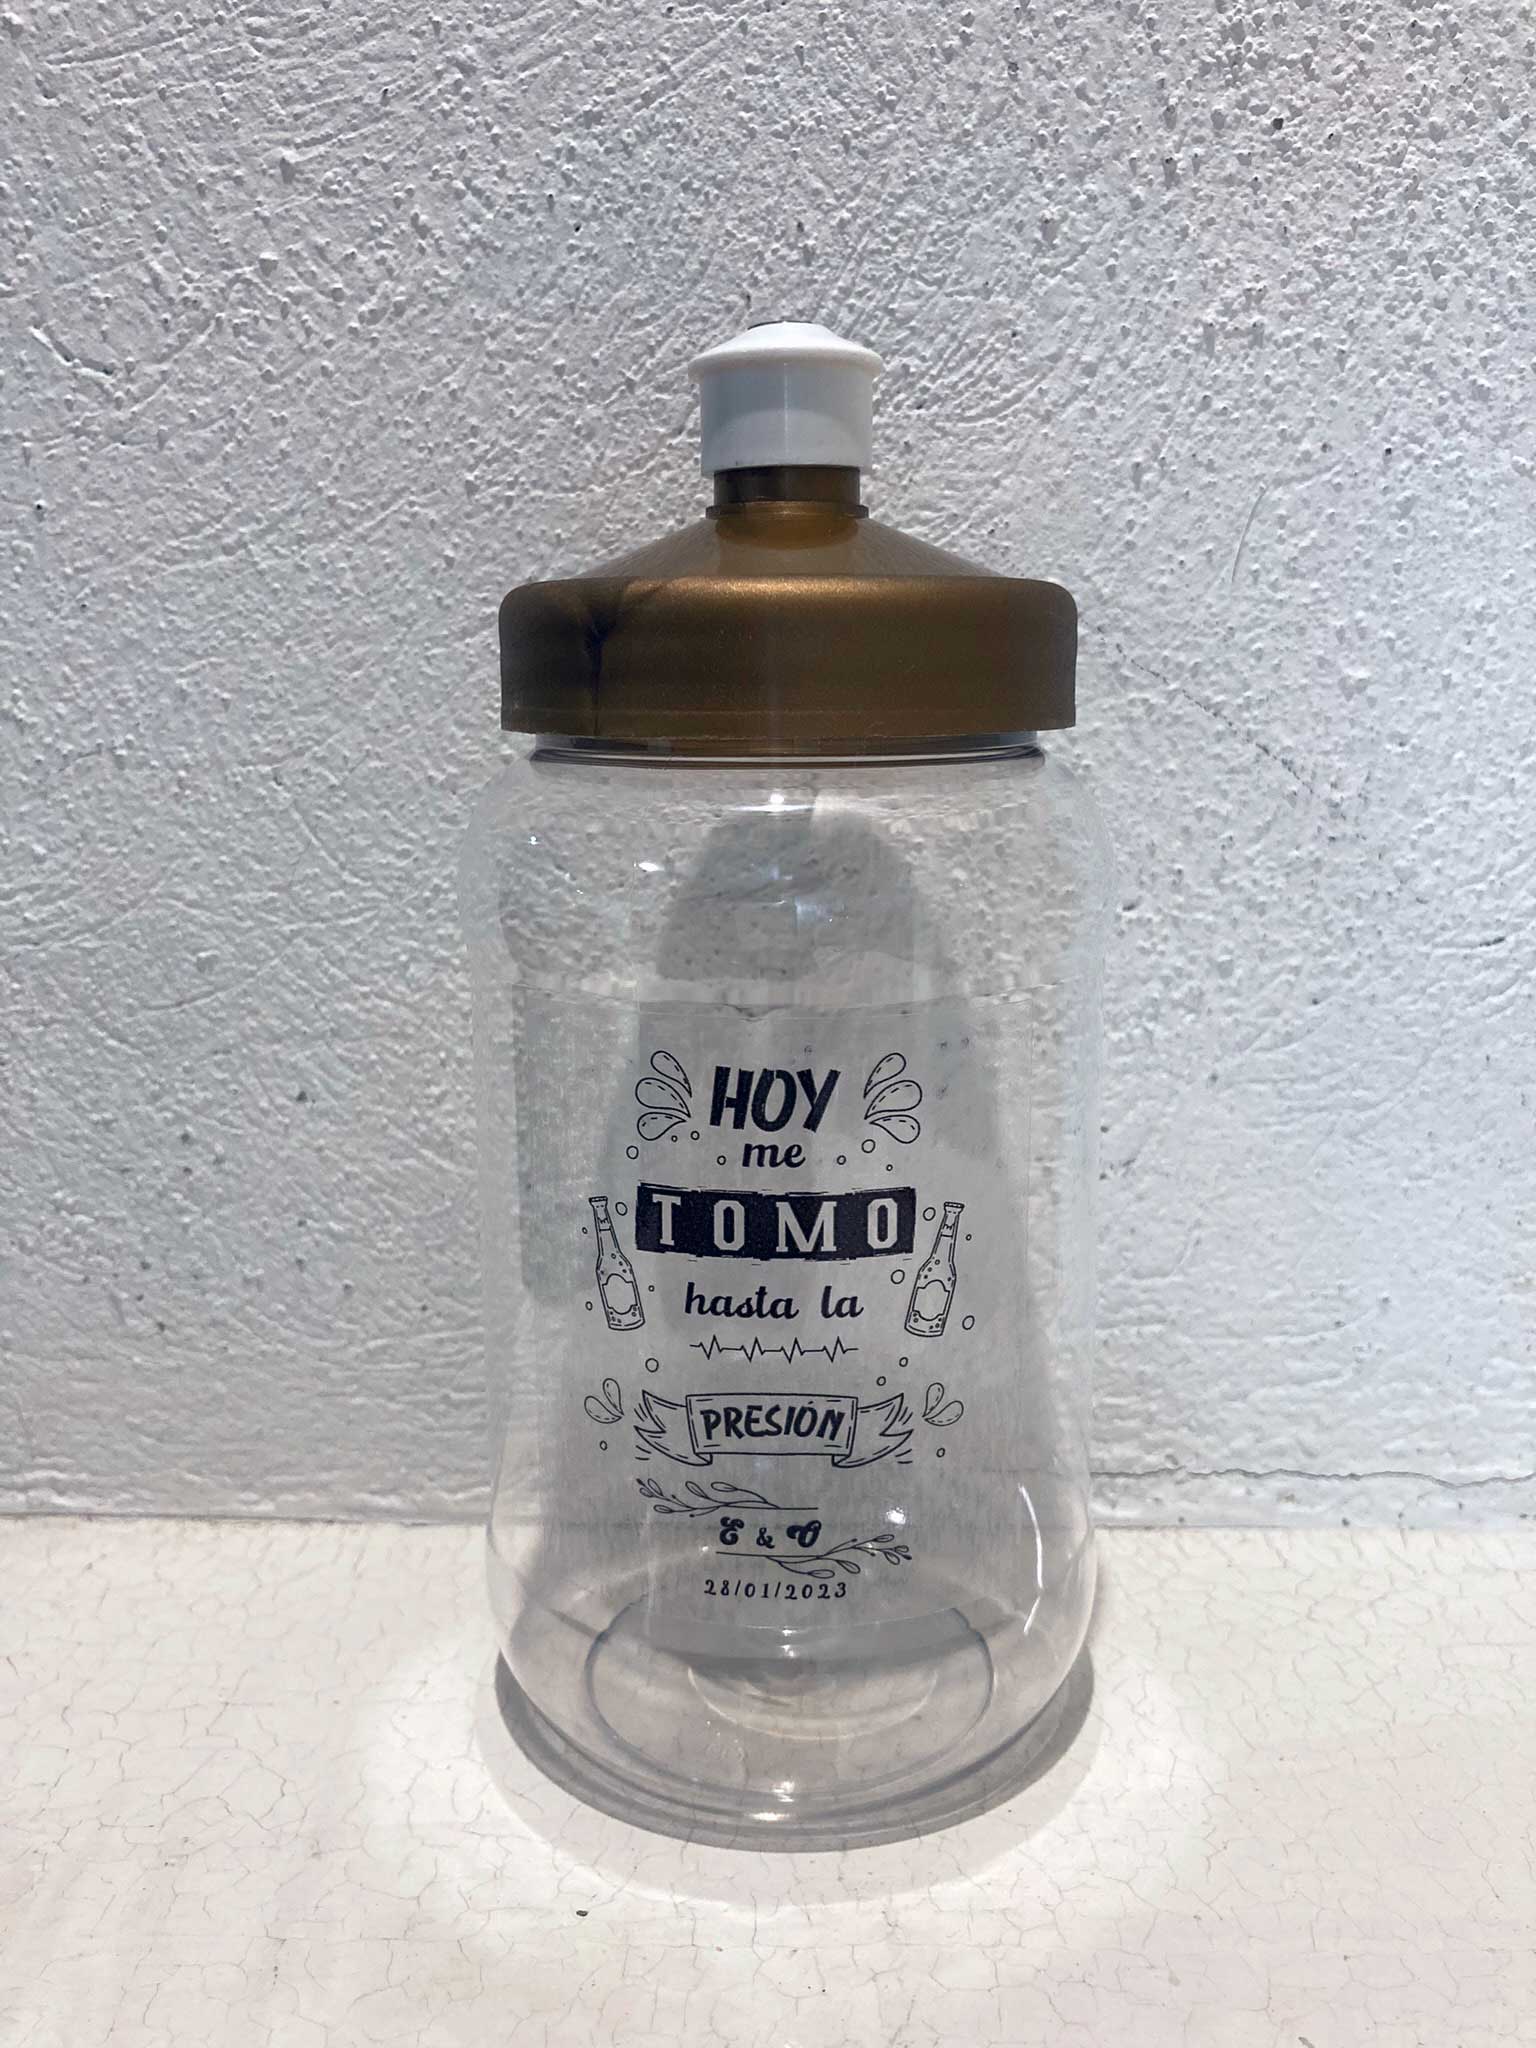 HOY
me
TOMO
hasta la
PRESIÓN
E & O
28/01/2023